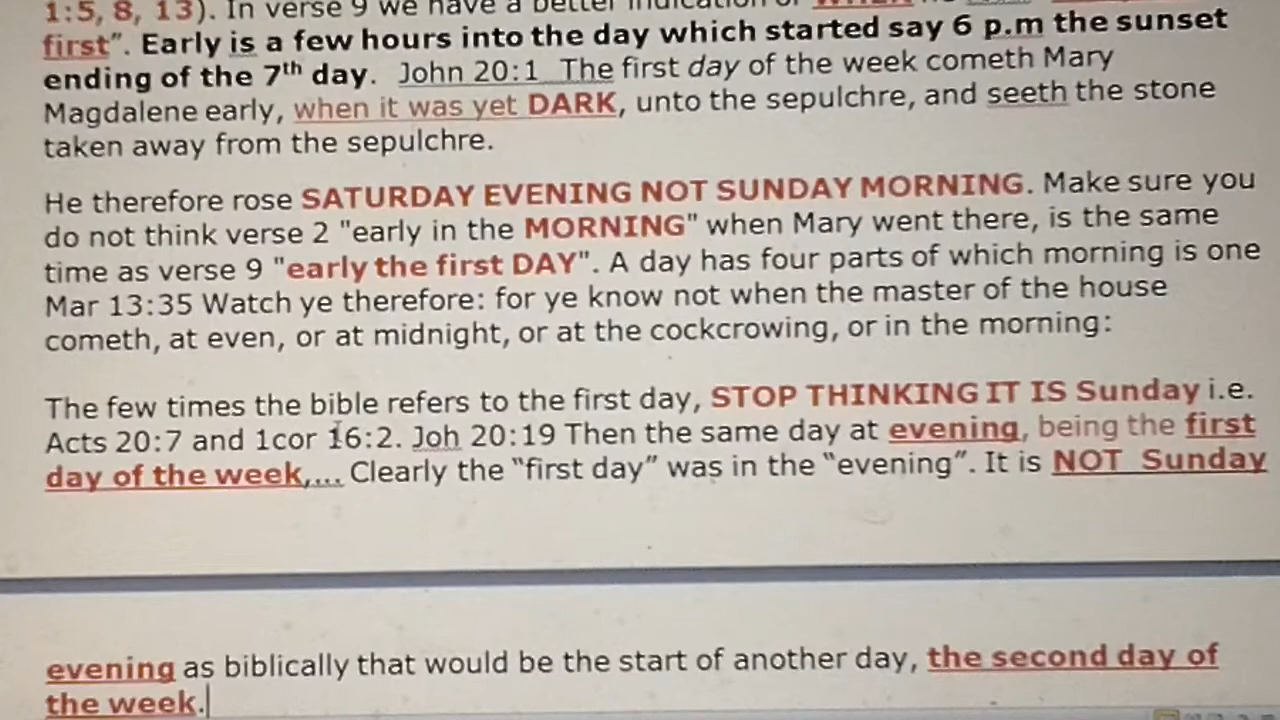 1:5, 8, 13). In verse 9 we have a better indication of
first". Early is a few hours into the day which started say 6 p.m the sunset
ending of the 7th day. John 20:1 The first day of the week cometh Mary
Magdalene early, when it was yet DARK, unto the sepulchre, and seeth the stone
taken away from the sepulchre.
He therefore rose SATURDAY EVENING NOT SUNDAY MORNING. Make sure you
do not think verse 2 "early in the MORNING" when Mary went there, is the same
time as verse 9 "early the first DAY". A day has four parts of which morning is one
Mar 13:35 Watch ye therefore: for ye know not when the master of the house
cometh, at even, or at midnight, or at the cockcrowing, or in the morning:
The few times the bible refers to the first day, STOP THINKING IT IS Sunday i.e.
Acts 20:7 and 1cor 16:2. Joh 20:19 Then the same day at evening, being the first
day of the week,... Clearly the “first day” was in the “evening”. It is NOT Sunday
evening as biblically that would be the start of another day, the second day of
the week.